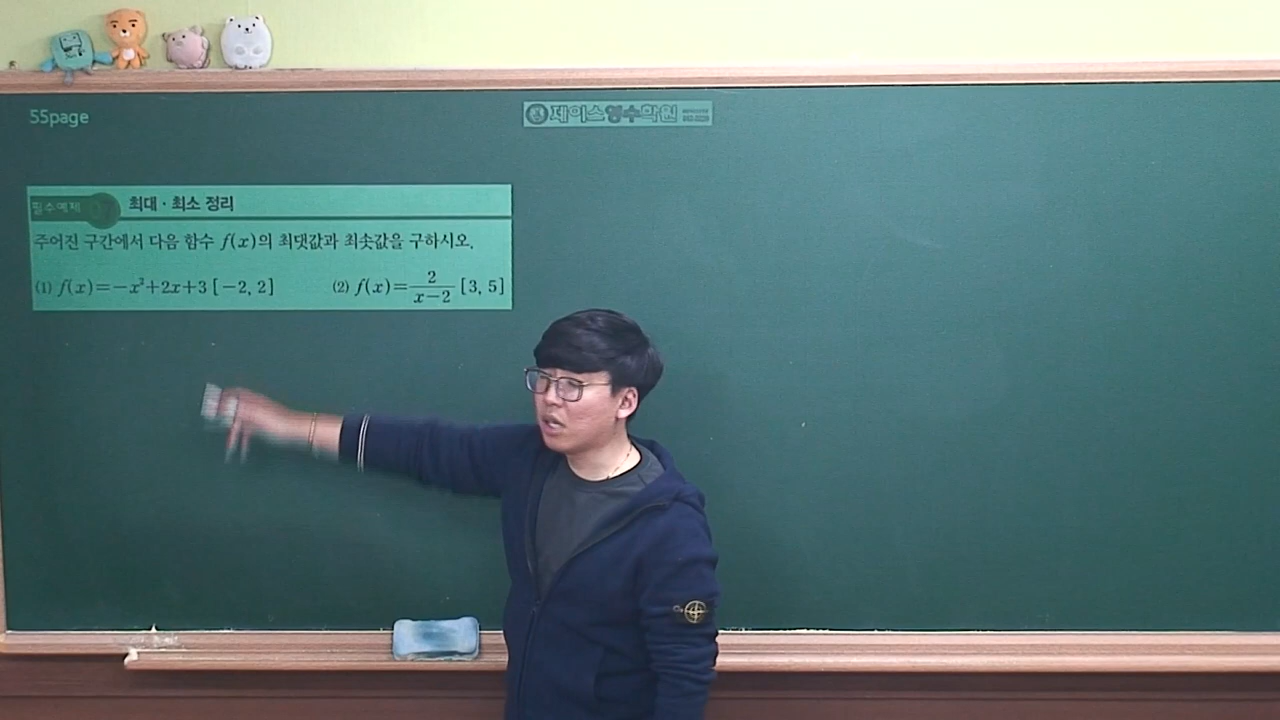 55page
제이스영수학원
필수예제
최대·최소 정리
주어진 구간에서 다음 함수 f(x)의 최댓값과 최솟값을 구하시오.
(1) f(x)=-x²+2x+3 [-2, 2] (2) f(x)=2/(x-2) [3, 5]